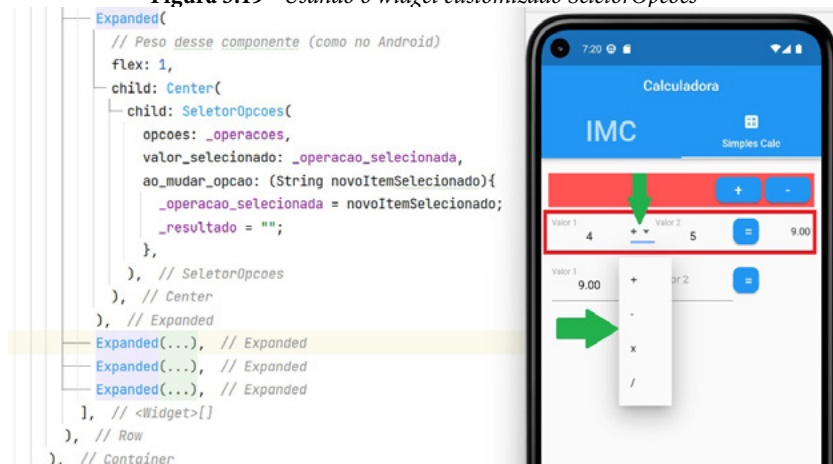 Figura 5.19 – Usando o widget customizado SeletorOpcoes
Expanded(
// Peso desse componente (como no Android)
flex: 1,
child: Center(
child: SeletorOpcoes(
opcoes: _operacoes,
valor_selecionado: _operacao_selecionada,
ao_mudar_opcao: (String novoItemSelecionado){
_operacao_selecionada = novoItemSelecionado;
_resultado = "";
},
), // SeletorOpcoes
), // Center
), // Expanded
Expanded(...), // Expanded
Expanded(...), // Expanded
Expanded(...), // Expanded
], // <Widget>[]
), // Row
), // Container
7:20
Calculadora
IMC
Simples Calc
+ -
Valor 1 Valor 2
4 + 5 = 9.00
Valor 1 or 2
9.00 + =
-
x
/